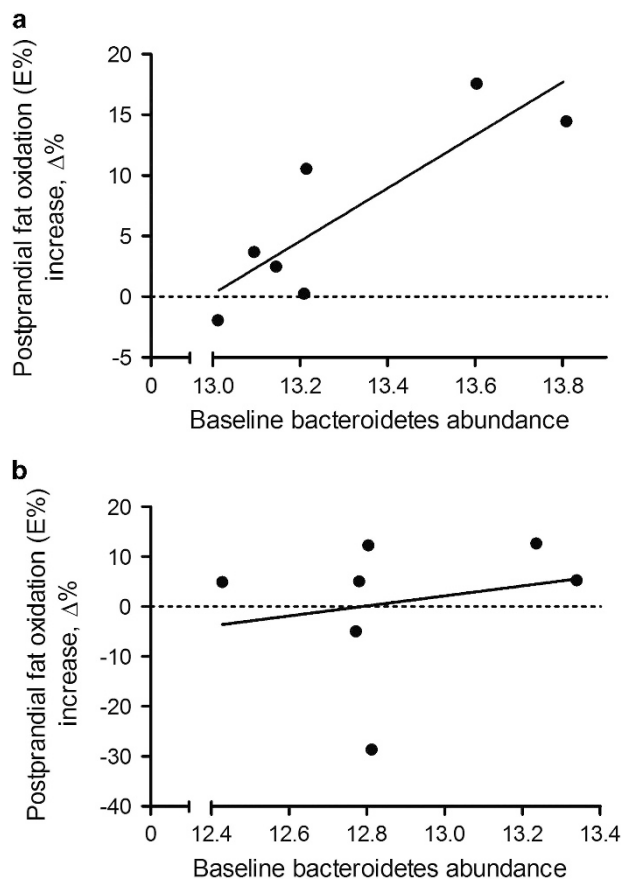 a
Postprandial fat oxidation (E%)
increase, Δ%
20
15
10
5
0
-5
0 13.0 13.2 13.4 13.6 13.8
Baseline bacteroidetes abundance
b
Postprandial fat oxidation (E%)
increase, Δ%
20
10
0
-10
-20
-30
-40
0 12.4 12.6 12.8 13.0 13.2 13.4
Baseline bacteroidetes abundance